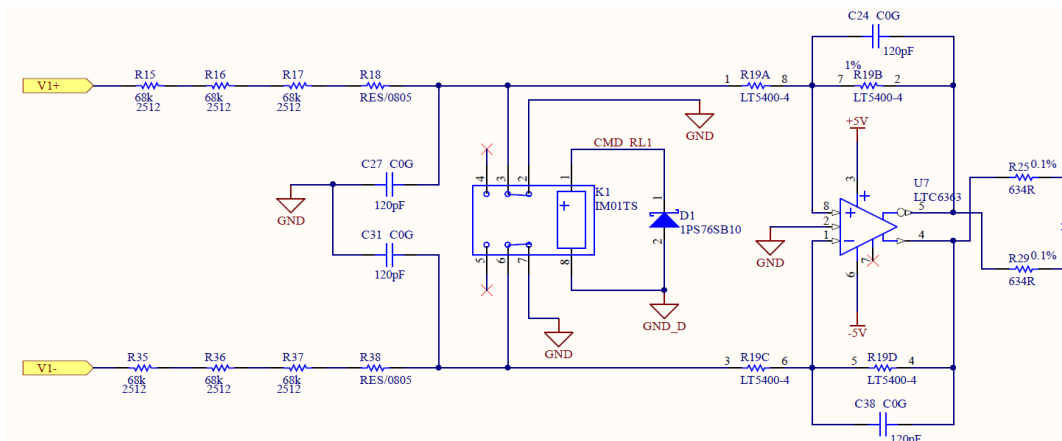 C24 C0G
120pF
V1+
R15
68k
2512
R16
68k
2512
R17
68k
2512
R18
RES/0805
1
R19A
8
LT5400-4
1%
7
R19B
2
LT5400-4
GND
+5V
CMD_RL1
C27 C0G
120pF
GND
4
3
2
1
K1
IM01TS
1
D1
1PS76SB10
2
3
U7
LTC6363
8
2
1
5
4
7
6
GND
R25
0.1%
634R
C31 C0G
120pF
5
6
7
8
R29
0.1%
634R
GND
GND_D
-5V
V1-
R35
68k
2512
R36
68k
2512
R37
68k
2512
R38
RES/0805
3
R19C
6
LT5400-4
5
R19D
4
LT5400-4
C38 C0G
120pF